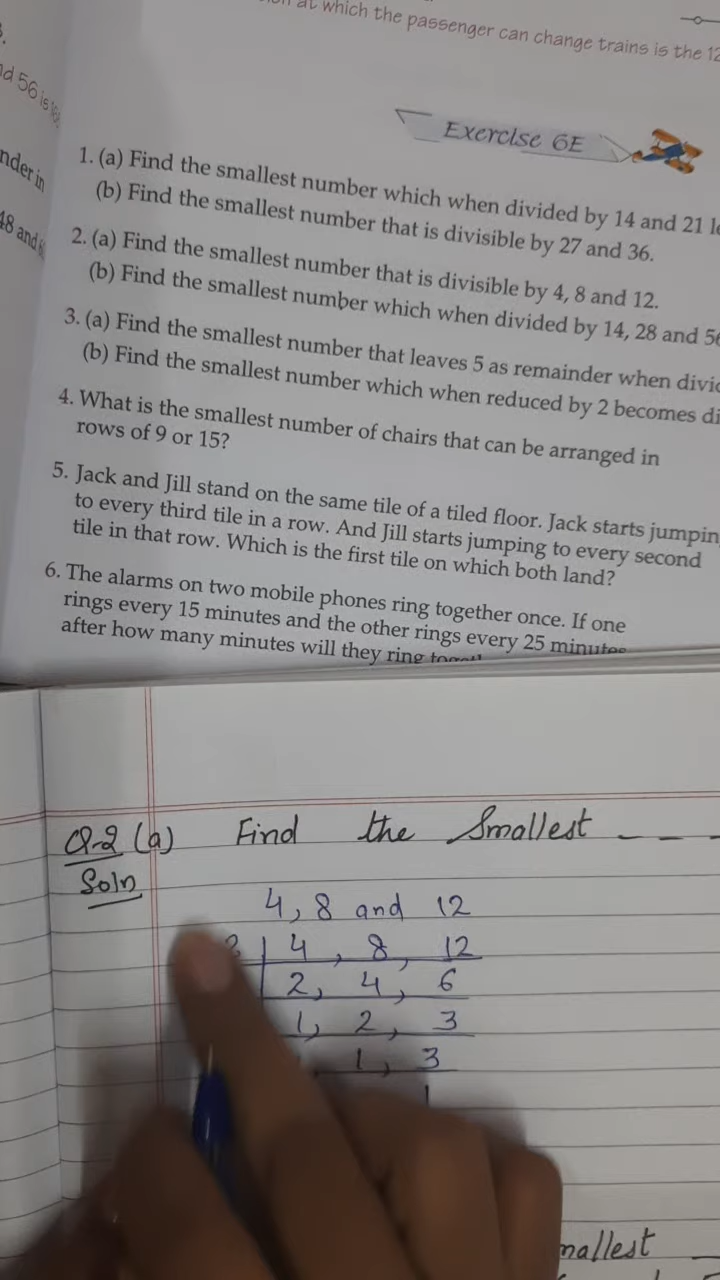 at which the passenger can change trains is the 12
nd 56 is
Exercise 6E
nder in
1. (a) Find the smallest number which when divided by 14 and 21 le
(b) Find the smallest number that is divisible by 27 and 36.
48 and
2. (a) Find the smallest number that is divisible by 4, 8 and 12.
(b) Find the smallest number which when divided by 14, 28 and 56
3. (a) Find the smallest number that leaves 5 as remainder when divid
(b) Find the smallest number which when reduced by 2 becomes di
4. What is the smallest number of chairs that can be arranged in
rows of 9 or 15?
5. Jack and Jill stand on the same tile of a tiled floor. Jack starts jumpin
to every third tile in a row. And Jill starts jumping to every second
tile in that row. Which is the first tile on which both land?
6. The alarms on two mobile phones ring together once. If one
rings every 15 minutes and the other rings every 25 minutes
after how many minutes will they ring
Q-2 (a) Find the Smallest - - -
Soln
4, 8 and 12
2 4, 8, 12
2, 4, 6
1, 2, 3
1, 3
1
mallest